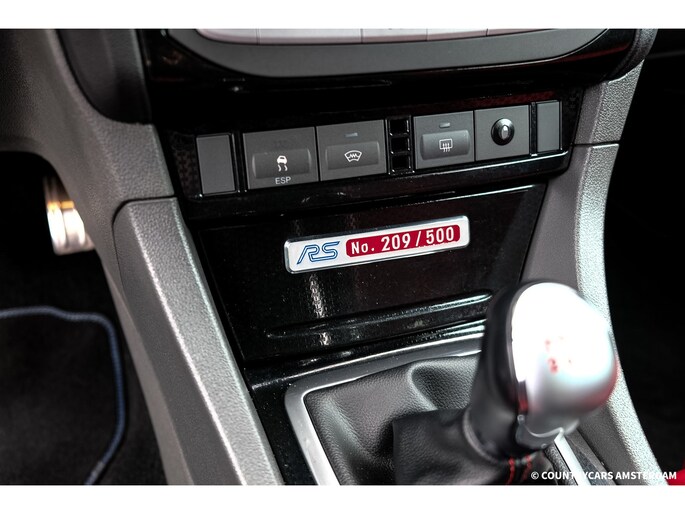 ESP
RS No. 209/500
© COUNTRYCARS AMSTERDAM